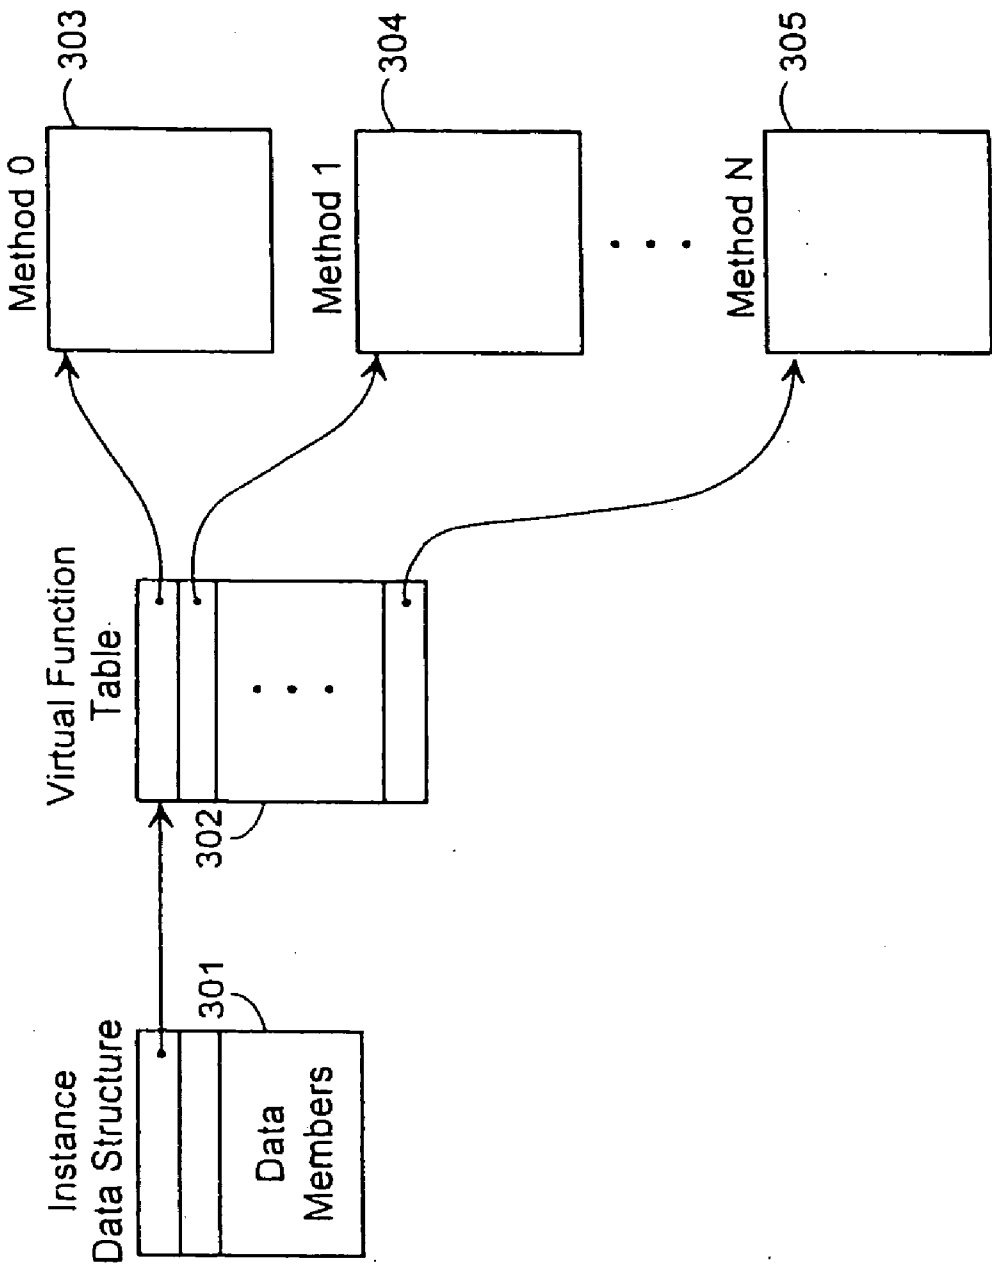 Instance
Data Structure
301
Data
Members
Virtual Function
Table
302
Method 0
303
Method 1
304
Method N
305